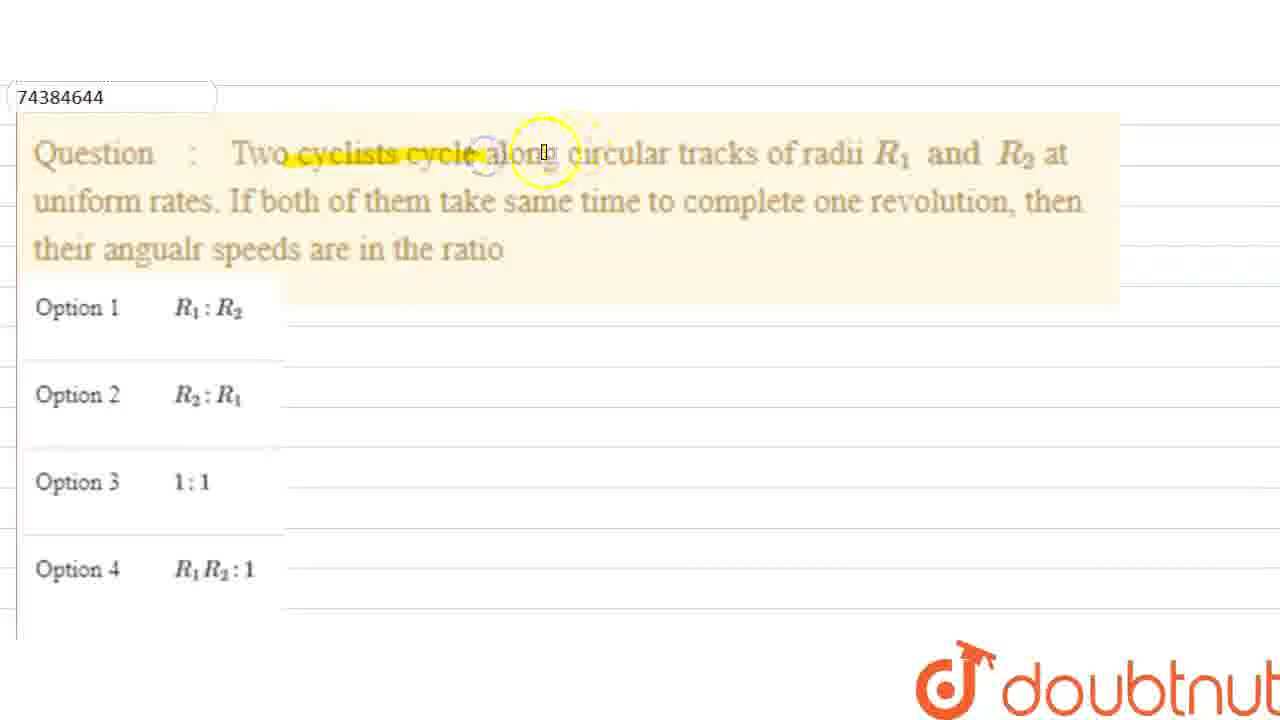 74384644
Question : Two cyclists cycle along circular tracks of radii R₁ and R₂ at
uniform rates. If both of them take same time to complete one revolution, then
their angualr speeds are in the ratio
Option 1 R₁ : R₂
Option 2 R₂ : R₁
Option 3 1 : 1
Option 4 R₁ R₂ : 1
doubtnut